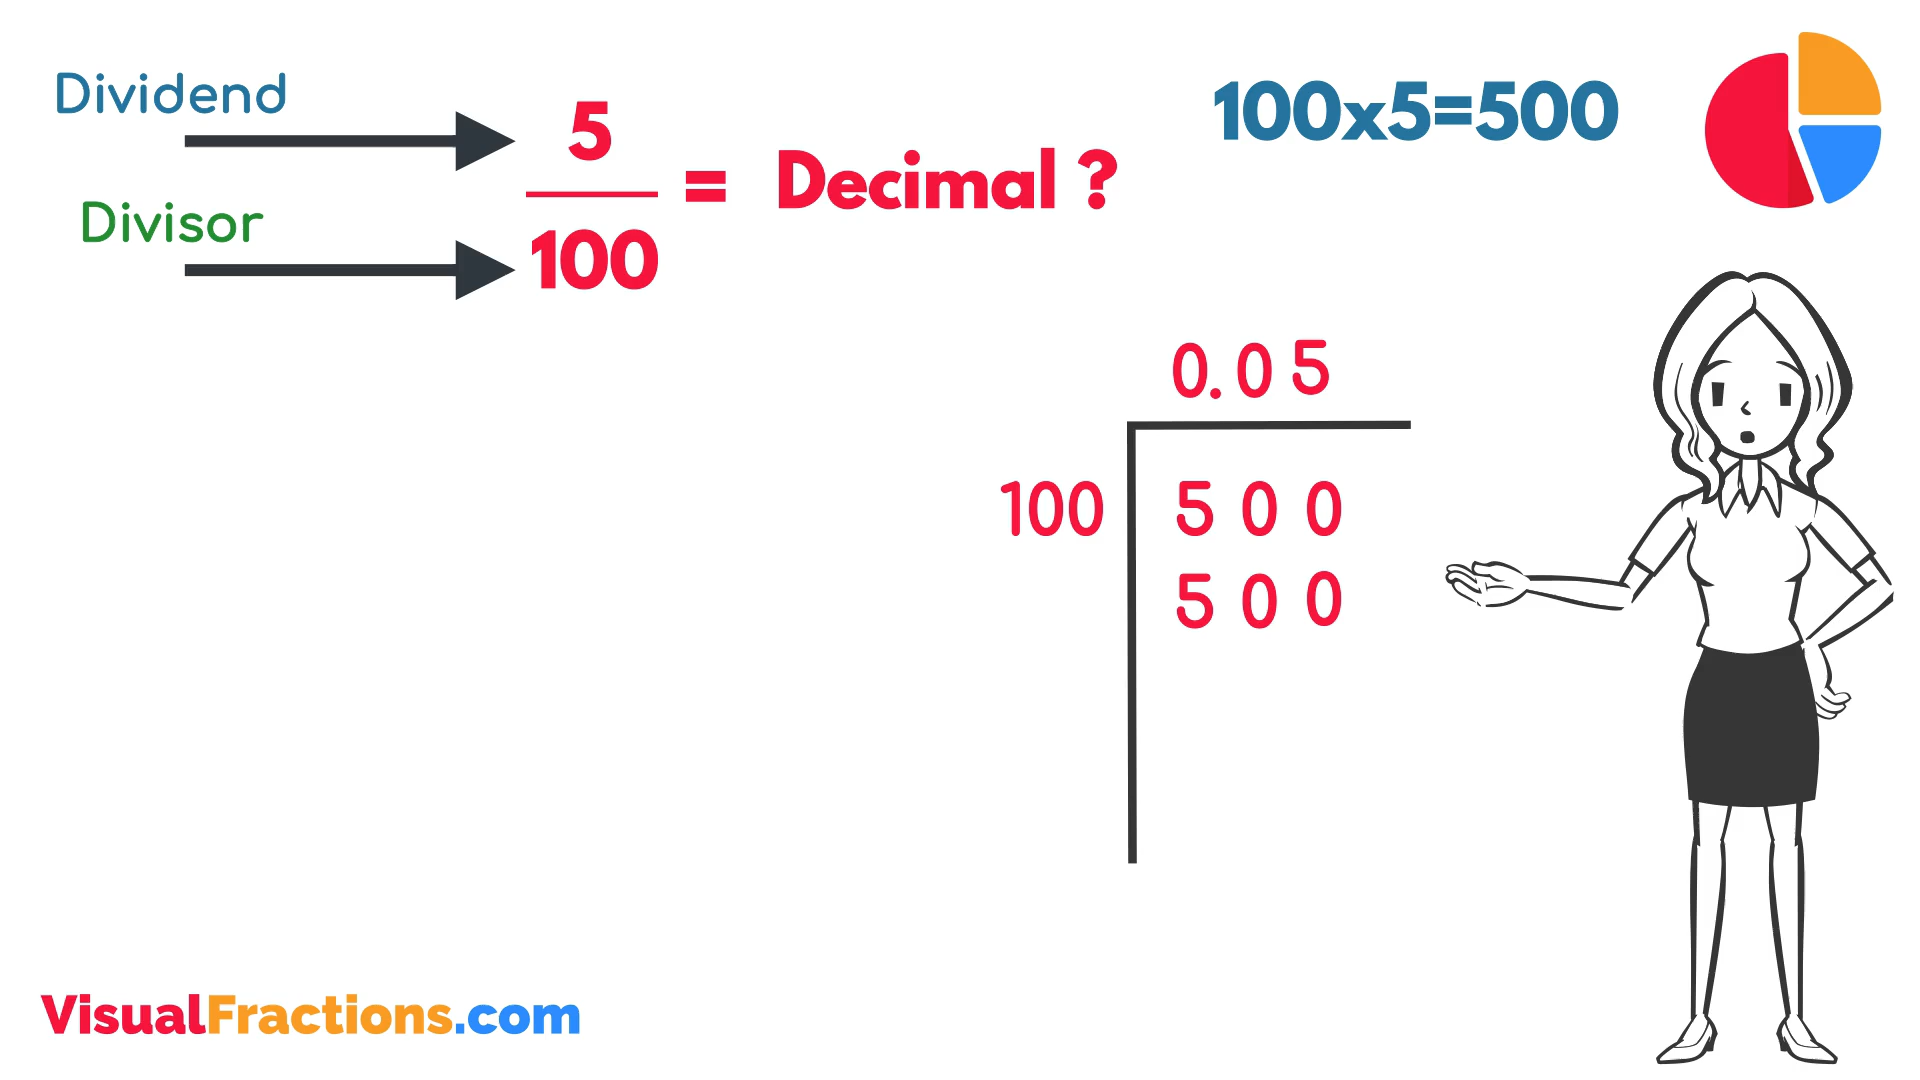 Dividend
5
Divisor
100
= Decimal ?
100x5=500
0.05
100
500
500
VisualFractions.com